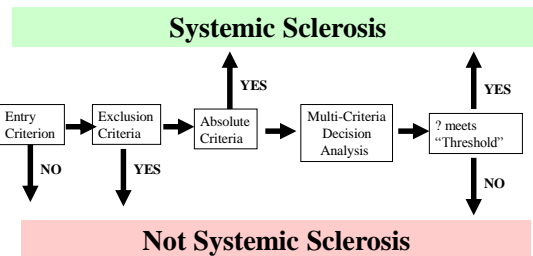 Systemic Sclerosis
YES
YES
Entry
Criterion
Exclusion
Criteria
Absolute
Criteria
Multi-Criteria
Decision
Analysis
? meets
“Threshold”
NO
YES
NO
Not Systemic Sclerosis